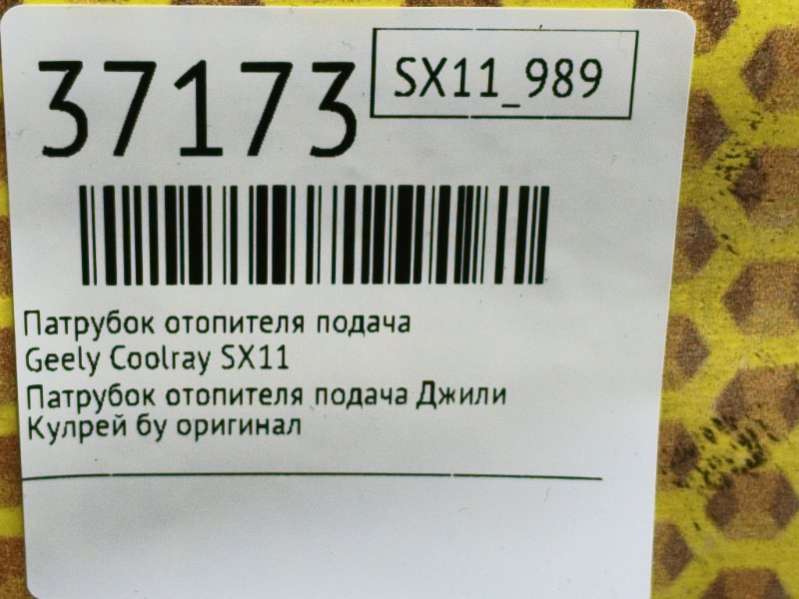 37173
SX11_989
Патрубок отопителя подача
Geely Coolray SX11
Патрубок отопителя подача Джили
Кулрей бу оригинал